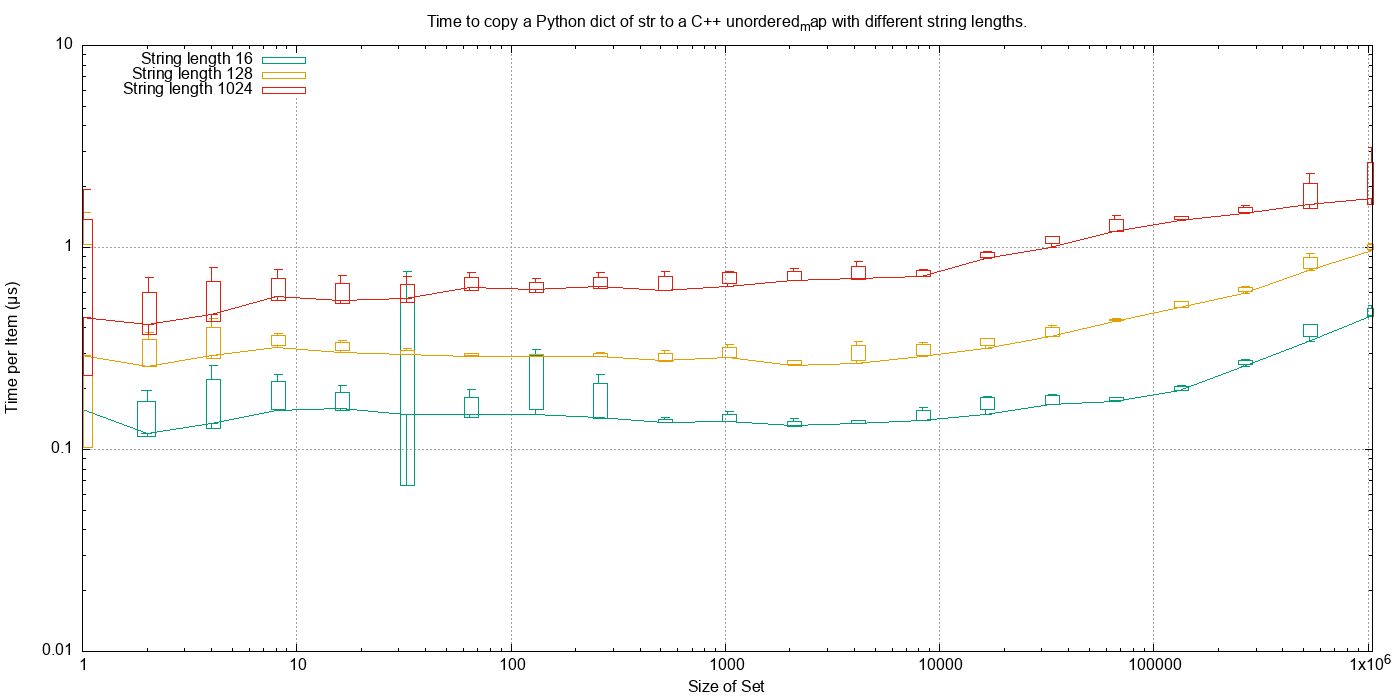 Time to copy a Python dict of str to a C++ unordered_map with different string lengths.
10
String length 16
String length 128
String length 1024
1
Time per Item (µs)
0.1
0.01
1 10 100 1000 10000 100000 1x10⁶
Size of Set